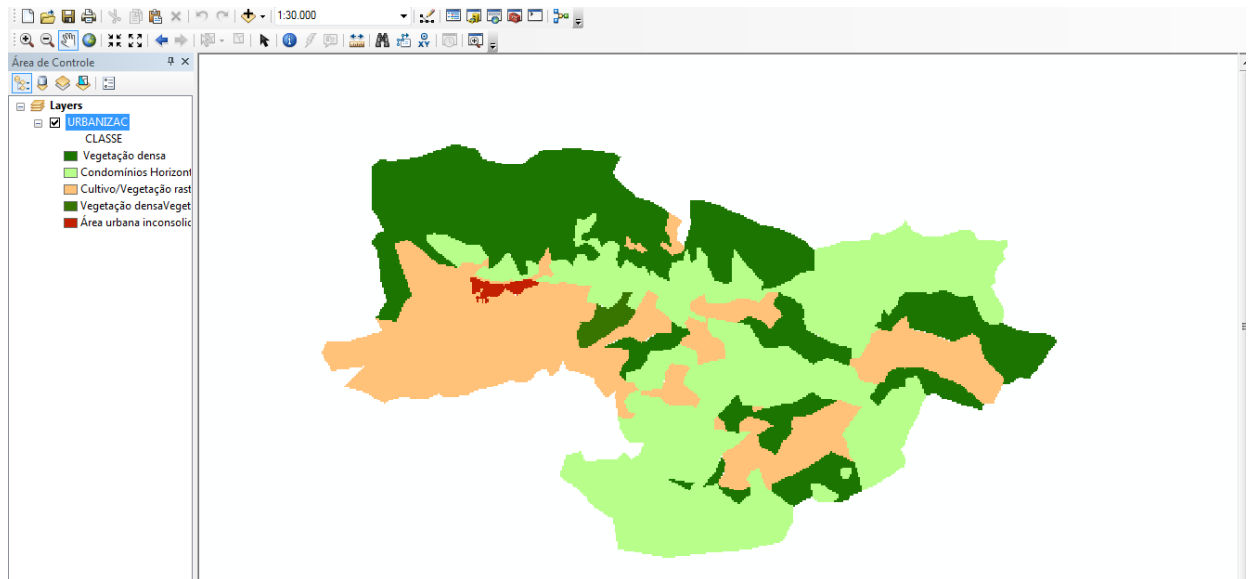 1:30.000
XY
Área de Controle
Layers
URBANIZAC
CLASSE
Vegetação densa
Condomínios Horizont
Cultivo/Vegetação rast
Vegetação densaVeget
Área urbana inconsolic